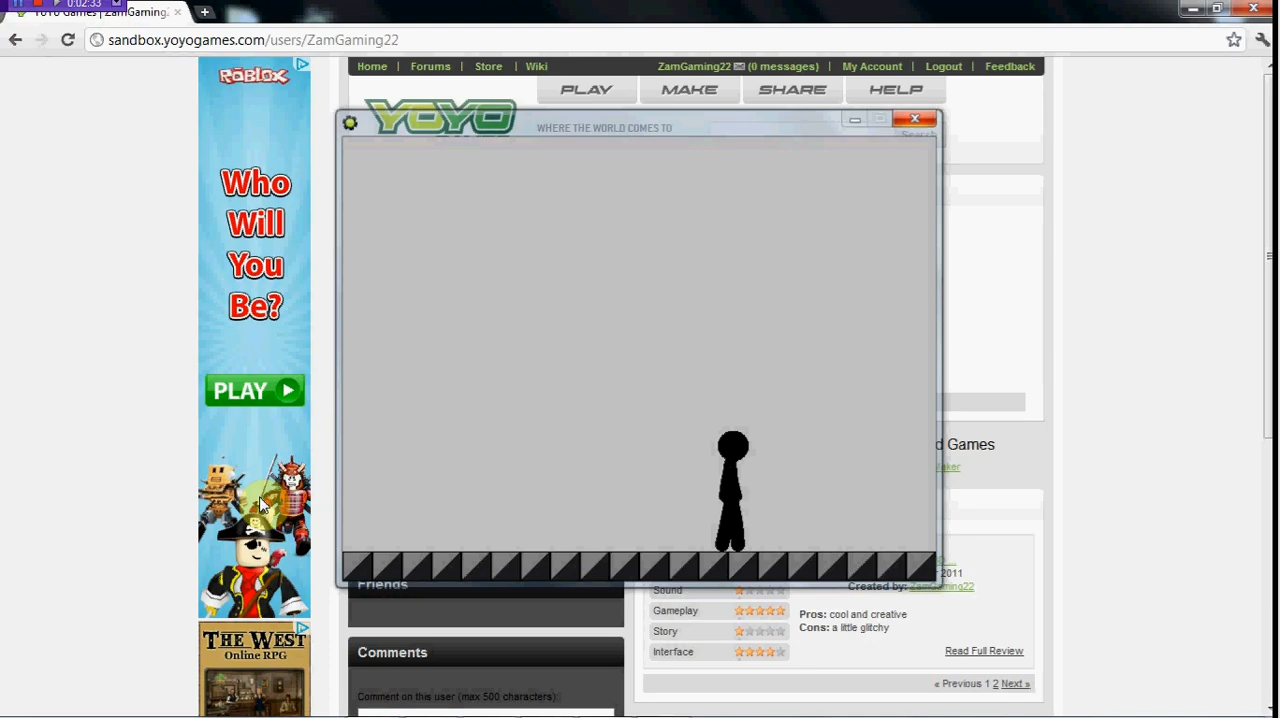 0:02:33
YoYo Games | ZamGaming
sandbox.yoyogames.com/users/ZamGaming22
Home | Forums | Store | Wiki
ZamGaming22 (0 messages) | My Account | Logout | Feedback
PLAY MAKE SHARE HELP
YOYO
WHERE THE WORLD COMES TO
Search
ROBLOX
Who
Will
You
Be?
PLAY
THE WEST
Online RPG
d Games
aker
Friends
Comments
Comment on this user (max 500 characters):
Sound
Gameplay
Story
Interface
2011
Created by: ZamGaming22
Pros: cool and creative
Cons: a little glitchy
Read Full Review
« Previous 1 2 Next »